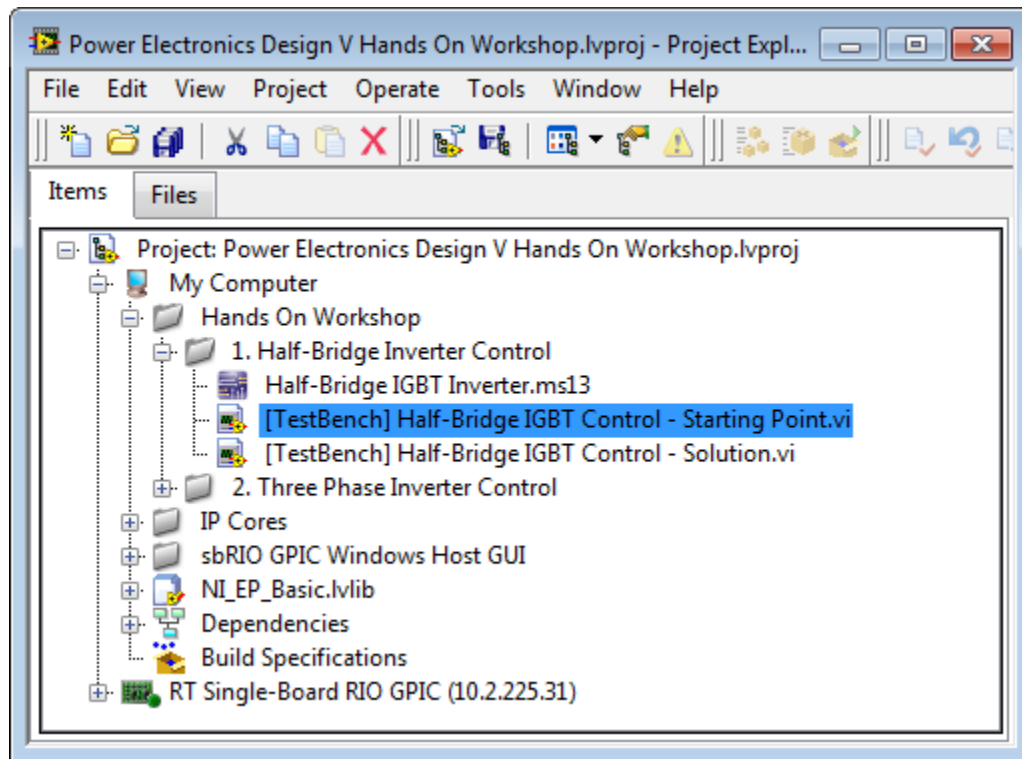 Power Electronics Design V Hands On Workshop.lvproj - Project Expl...
File Edit View Project Operate Tools Window Help
Items Files
Project: Power Electronics Design V Hands On Workshop.lvproj
My Computer
Hands On Workshop
1. Half-Bridge Inverter Control
Half-Bridge IGBT Inverter.ms13
[TestBench] Half-Bridge IGBT Control - Starting Point.vi
[TestBench] Half-Bridge IGBT Control - Solution.vi
2. Three Phase Inverter Control
IP Cores
sbRIO GPIC Windows Host GUI
NI_EP_Basic.lvlib
Dependencies
Build Specifications
RT Single-Board RIO GPIC (10.2.225.31)